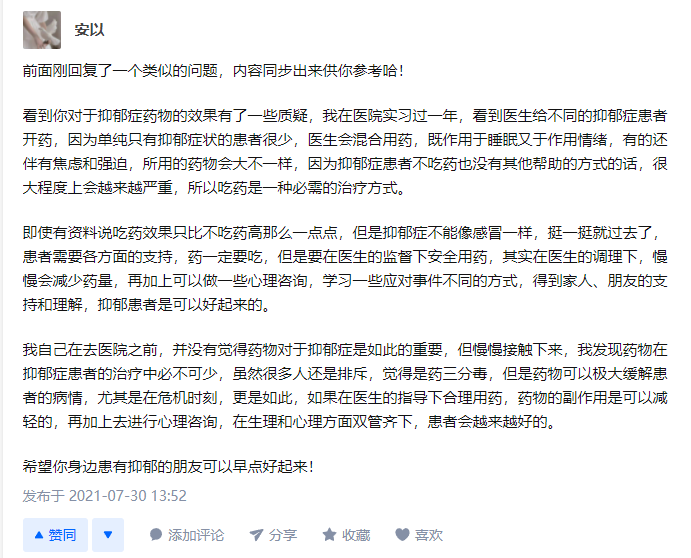 安以
前面刚回复了一个类似的问题，内容同步出来供你参考哈！
看到你对于抑郁症药物的效果有了一些质疑，我在医院实习过一年，看到医生给不同的抑郁症患者
开药，因为单纯只有抑郁症状的患者很少，医生会混合用药，既作用于睡眠又于作用情绪，有的还
伴有焦虑和强迫，所用的药物会大不一样，因为抑郁症患者不吃药也没有其他帮助的方式的话，很
大程度上会越来越严重，所以吃药是一种必需的治疗方式。
即使有资料说吃药效果只比不吃药高那么一点点，但是抑郁症不能像感冒一样，挺一挺就过去了，
患者需要各方面的支持，药一定要吃，但是要在医生的监督下安全用药，其实在医生的调理下，慢
慢会减少药量，再加上可以做一些心理咨询，学习一些应对事件不同的方式，得到家人、朋友的支
持和理解，抑郁患者是可以好起来的。
我自己在去医院之前，并没有觉得药物对于抑郁症是如此的重要，但慢慢接触下来，我发现药物在
抑郁症患者的治疗中必不可少，虽然很多人还是排斥，觉得是药三分毒，但是药物可以极大缓解患
者的病情，尤其是在危机时刻，更是如此，如果在医生的指导下合理用药，药物的副作用是可以减
轻的，再加上去进行心理咨询，在生理和心理方面双管齐下，患者会越来越好的。
希望你身边患有抑郁的朋友可以早点好起来！
发布于 2021-07-30 13:52
赞同 添加评论 分享 收藏 喜欢